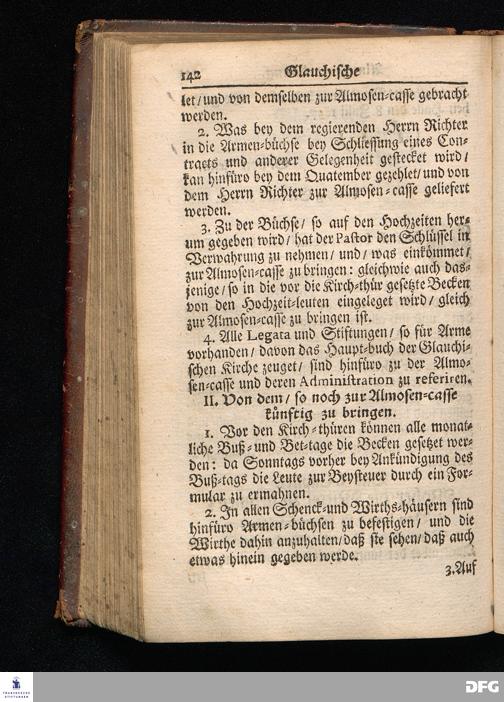 142 Glauchische
let/und von demselben zur Almosen-casse gebracht
werden.
2. Was bey dem regierenden Herrn Richter
in die Armen-büchse bey Schliessung eines Con-
tracts und anderer Gelegenheit gestecket wird/
kan hinfüro bey dem Quatember gezehlet/und von
dem Herrn Richter zur Almosen-casse geliefert
werden.
3. Zu der Büchse/ so auf den Hochzeiten her-
um gegeben wird/ hat der Pastor den Schlüssel in
Verwahrung zu nehmen/ und/ was einkömmet/
zur Almosen-casse zu bringen: gleichwie auch das-
jenige/ so in die vor die Kirch-thür gesetzte Becken
von den Hochzeit-leuten eingeleget wird/ gleich
zur Almosen-casse zu bringen ist.
4. Alle Legata und Stiftungen/ so für Arme
vorhanden/ davon das Haupt-buch der Glauchi-
schen Kirche zeuget/ sind hinfüro zu der Almo-
sen-casse und deren Administration zu referiren.
II. Von dem/ so noch zur Almosen-casse
künftig zu bringen.
1. Vor den Kirch-thüren können alle monat-
liche Buß- und Bet-tage die Becken gesetzet wer-
den: da Sonntags vorher bey Ankündigung des
Buß-tags die Leute zur Beysteuer durch ein For-
mular zu ermahnen.
2. In allen Schenck-und Wirths-häusern sind
hinfüro Armen-büchsen zu befestigen/ und die
Wirthe dahin anzuhalten/daß sie sehen/ daß auch
etwas hinein gegeben werde.
3. Auf
FRANCKESCHE
STIFTUNGEN
DFG